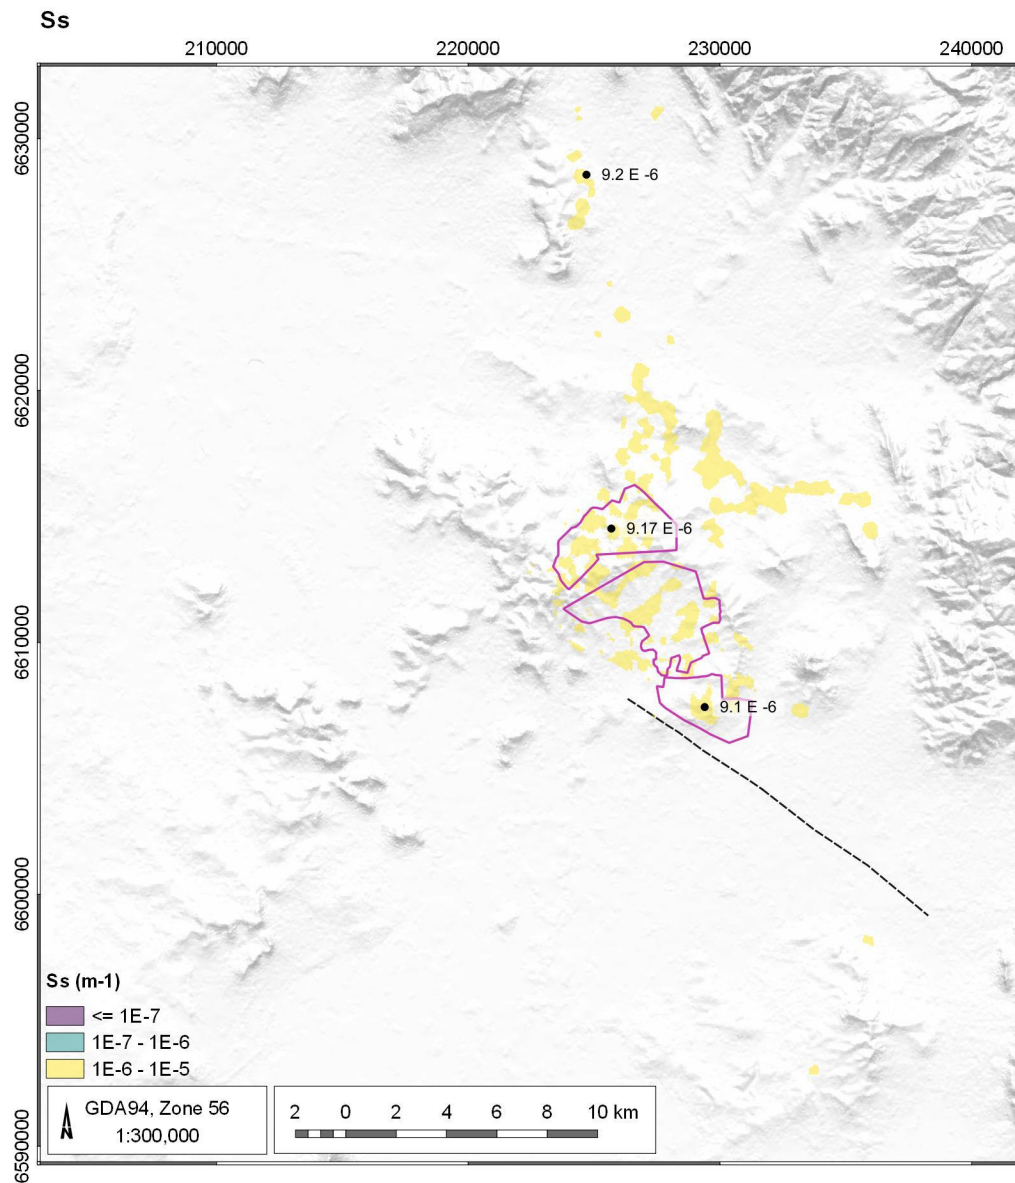 Ss
210000 220000 230000 240000
6630000
6620000
6610000
6600000
6590000
9.2 E -6
9.17 E -6
9.1 E -6
Ss (m-1)
<= 1E-7
1E-7 - 1E-6
1E-6 - 1E-5
N
GDA94, Zone 56
1:300,000
2 0 2 4 6 8 10 km